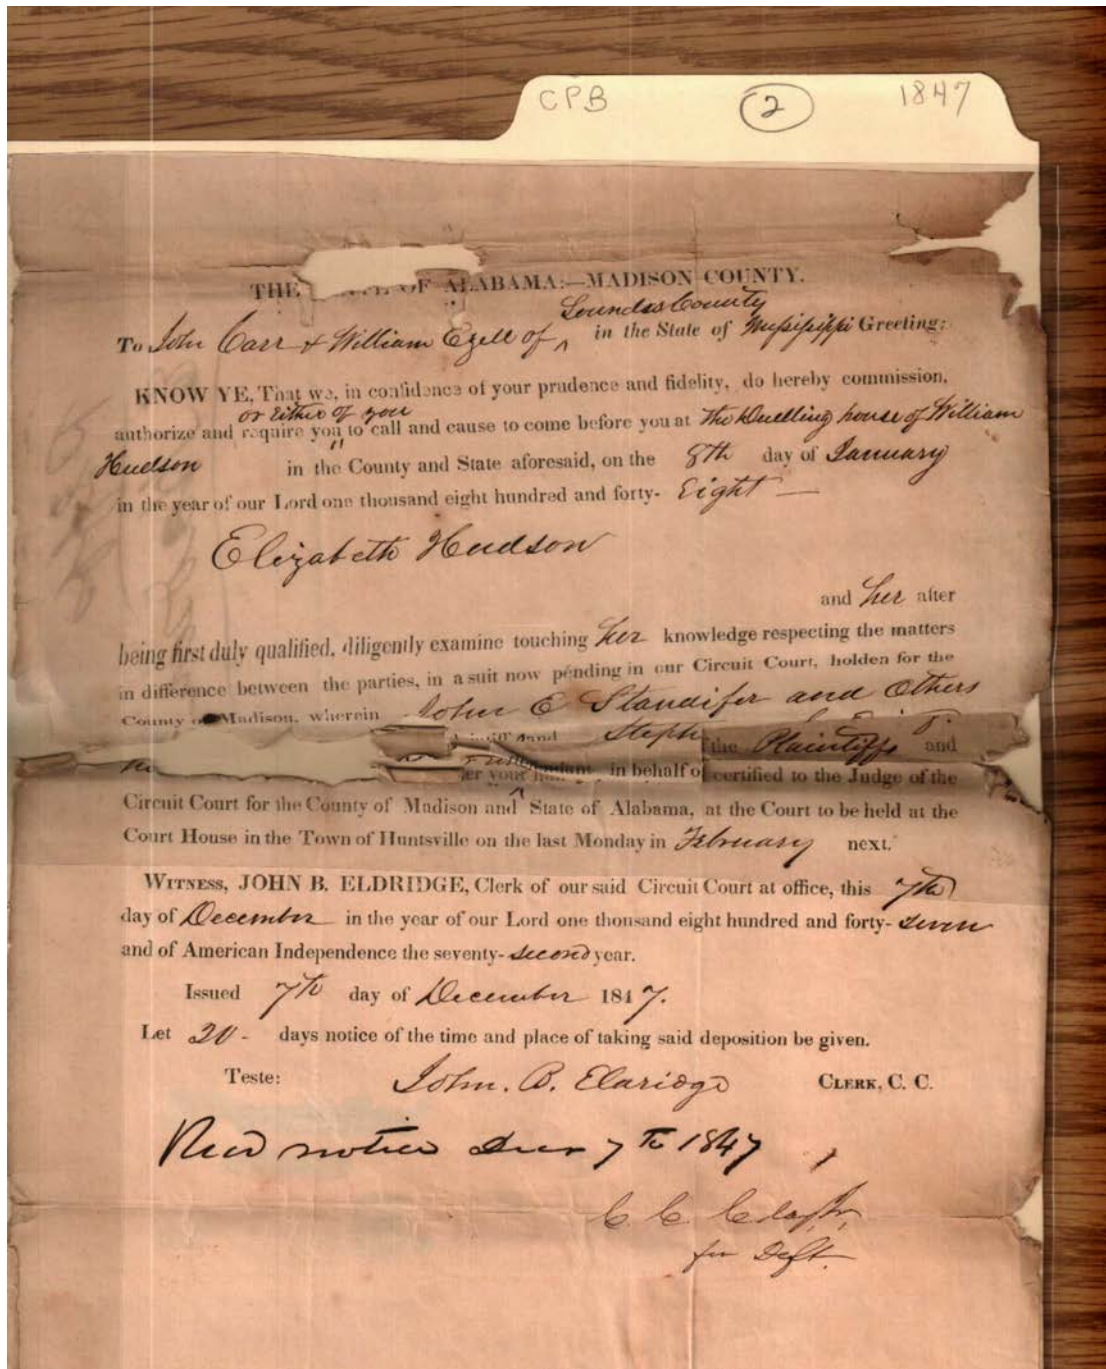 CPB 2 1847
THE OF ALABAMA:—MADISON COUNTY.
Loundes County
To John Carr & William Ezell of ^ in the State of Mississippi Greeting:
KNOW YE, That we, in confidence of your prudence and fidelity, do hereby commission,
or Either of you
authorize and require you to call and cause to come before you at the Dwelling house of William
Hudson in the County and State aforesaid, on the 8th day of January
in the year of our Lord one thousand eight hundred and forty- Eight —
Elizabeth Hudson
and her after
being first duly qualified, diligently examine touching her knowledge respecting the matters
in difference between the parties, in a suit now pending in our Circuit Court, holden for the
County of Madison, wherein John E Standifer and Others
and Steph the Plaintiffs and
in behalf of certified to the Judge of the
Circuit Court for the County of Madison and ^ State of Alabama, at the Court to be held at the
Court House in the Town of Huntsville on the last Monday in February next.
WITNESS, JOHN B. ELDRIDGE, Clerk of our said Circuit Court at office, this 7th
day of December in the year of our Lord one thousand eight hundred and forty- seven
and of American Independence the seventy- second year.
Issued 7th day of December 1847.
Let 20- days notice of the time and place of taking said deposition be given.
Teste: John. B. Eldridge CLERK, C. C.
notice 7th 1847
C. C. Clay Jr,
for Deft.